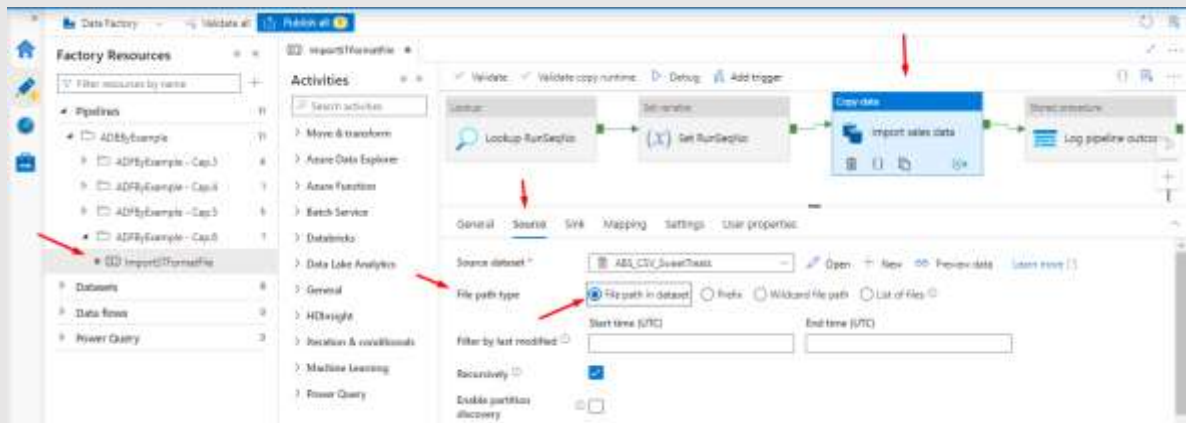 Data Factory
Validate all
Publish all
Factory Resources
Filter resources by name
Pipelines 11
ADFByExample 11
ADFByExample - Cap.3
ADFByExample - Cap.4
ADFByExample - Cap.5
ADFByExample - Cap.6
ImportSTFormatFile
Datasets
Data flows
Power Query
ImportSTFormatFile
Activities
Search activities
Move & transform
Azure Data Explorer
Azure Function
Batch Service
Databricks
Data Lake Analytics
General
HDInsight
Iteration & conditionals
Machine Learning
Power Query
Validate
Validate copy runtime
Debug
Add trigger
Lookup
Lookup RunSeqNo
Set variable
(x) Set RunSeqNo
Copy data
Import sales data
Stored procedure
Log pipeline outco
General Source Sink Mapping Settings User properties
Source dataset * ABS_CSV_SweetTreats Open New Preview data Learn more
File path type File path in dataset Prefix Wildcard file path List of files
Start time (UTC) End time (UTC)
Filter by last modified
Recursively
Enable partition
discovery